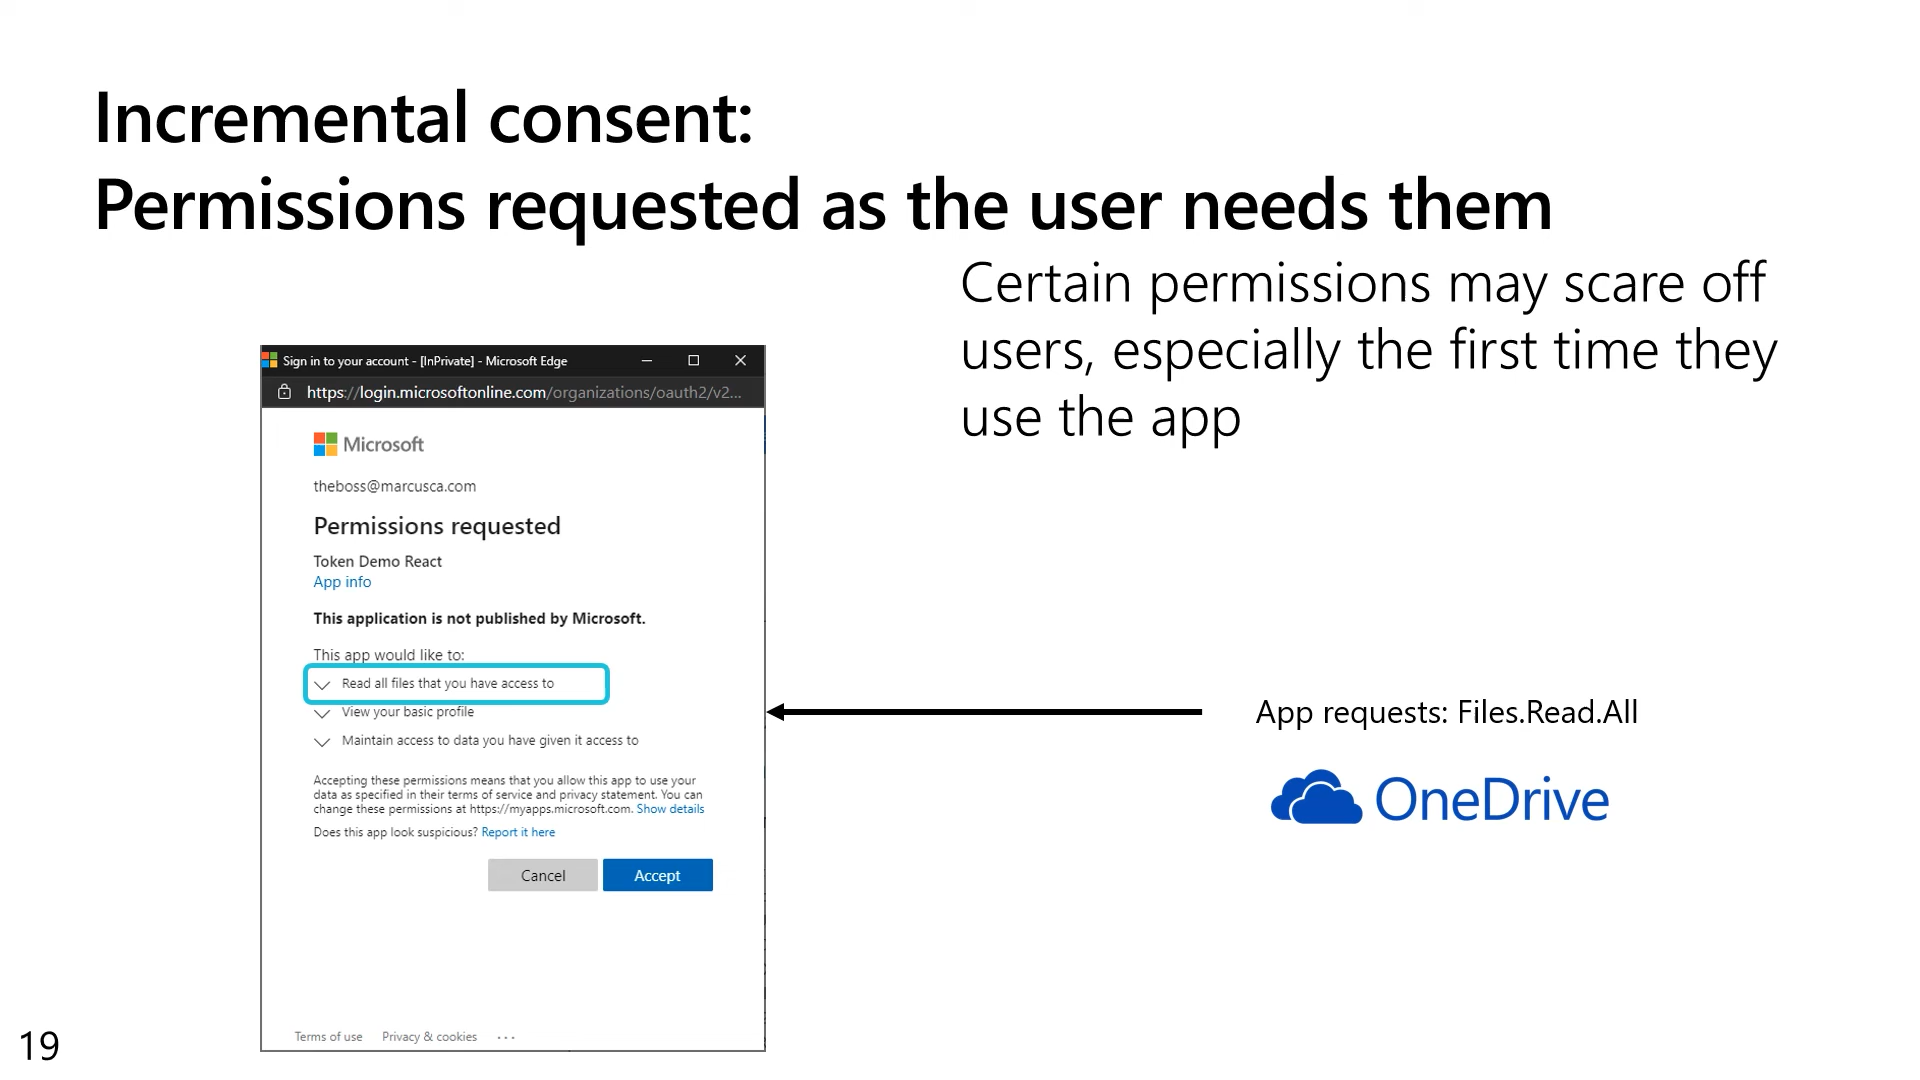 Incremental consent:
Permissions requested as the user needs them
Certain permissions may scare off
users, especially the first time they
use the app
Sign in to your account - [InPrivate] - Microsoft Edge
https://login.microsoftonline.com/organizations/oauth2/v2...
Microsoft
theboss@marcusca.com
Permissions requested
Token Demo React
App info
This application is not published by Microsoft.
This app would like to:
Read all files that you have access to
View your basic profile
Maintain access to data you have given it access to
Accepting these permissions means that you allow this app to use your
data as specified in their terms of service and privacy statement. You can
change these permissions at https://myapps.microsoft.com. Show details
Does this app look suspicious? Report it here
Cancel Accept
Terms of use Privacy & cookies ...
App requests: Files.Read.All
OneDrive
19